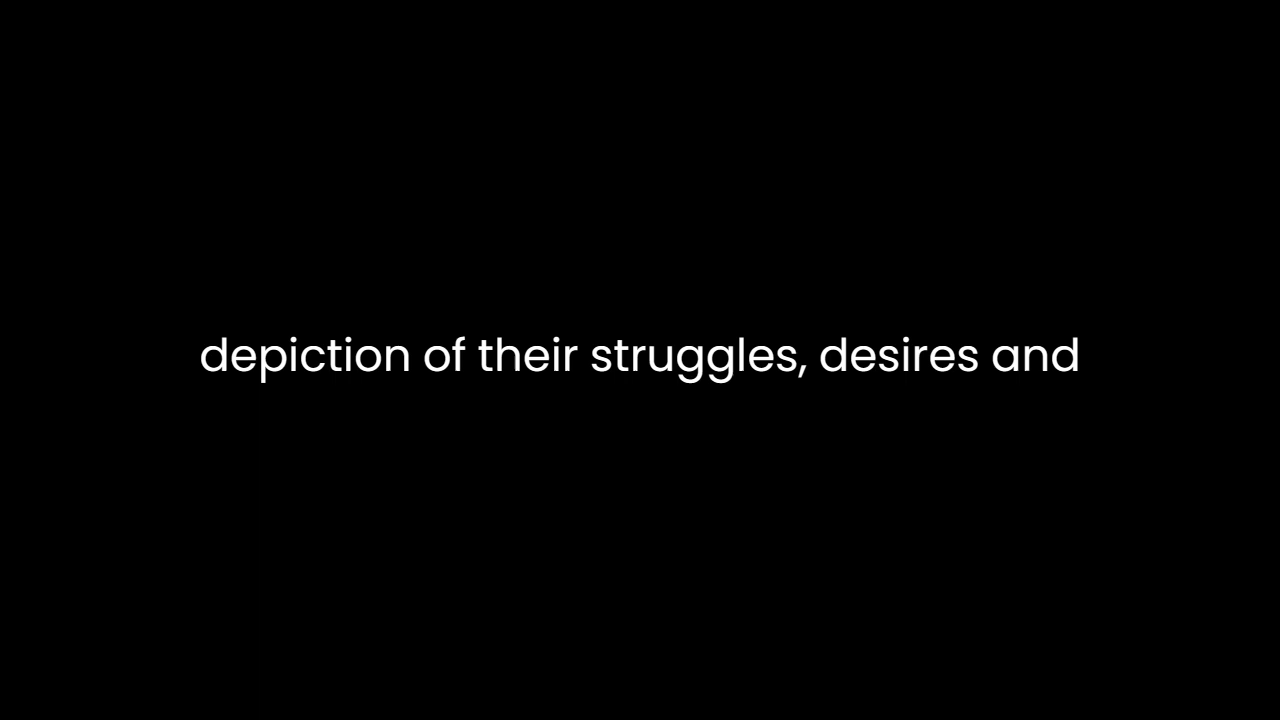 depiction of their struggles, desires and